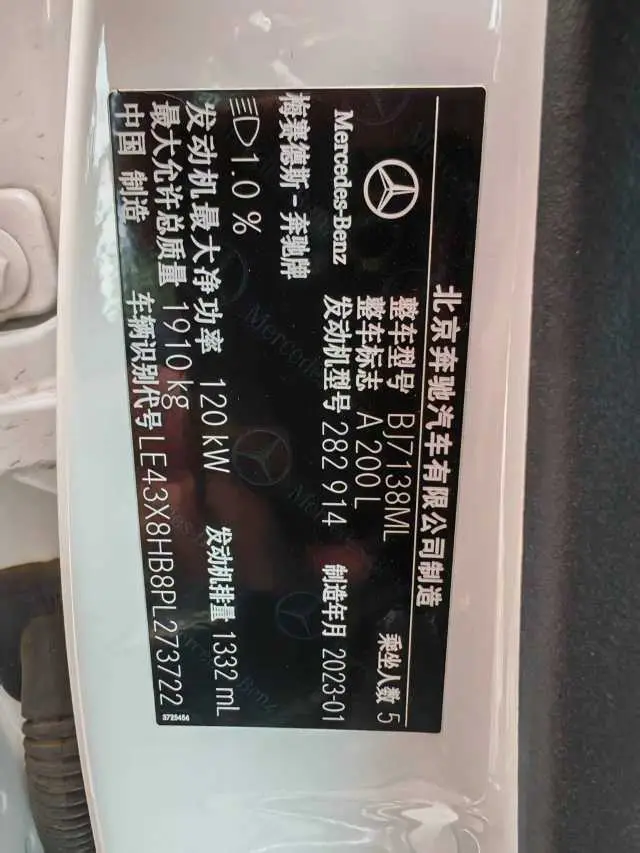 北京奔驰汽车有限公司制造
Mercedes-Benz
梅赛德斯-奔驰牌
整车型号 BJ7138ML
整车标志 A 200 L
乘坐人数 5
发动机型号 282 914
制造年月 2023-01
1.0 %
发动机最大净功率 120 kW
发动机排量 1332 mL
最大允许总质量 1910 kg
中国 制造
车辆识别代号 LE43X8HB8PL273722
3725454